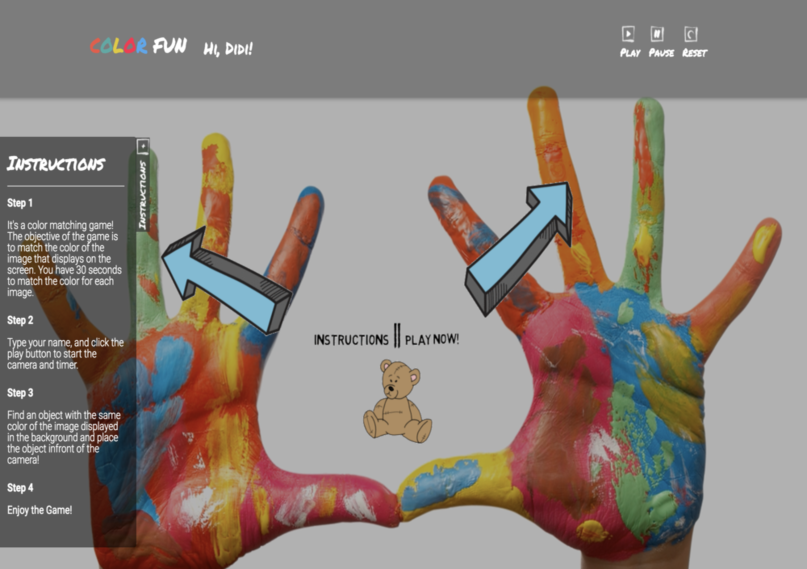 COLOR FUN HI, DIDI!
PLAY PAUSE RESET
INSTRUCTIONS
INSTRUCTIONS
Step 1
It's a color matching game!
The objective of the game is
to match the color of the
image that displays on the
screen. You have 30 seconds
to match the color for each
image.
Step 2
Type your name, and click the
play button to start the
camera and timer.
Step 3
Find an object with the same
color of the image displayed
in the background and place
the object infront of the
camera!
Step 4
Enjoy the Game!
INSTRUCTIONS || PLAY NOW!